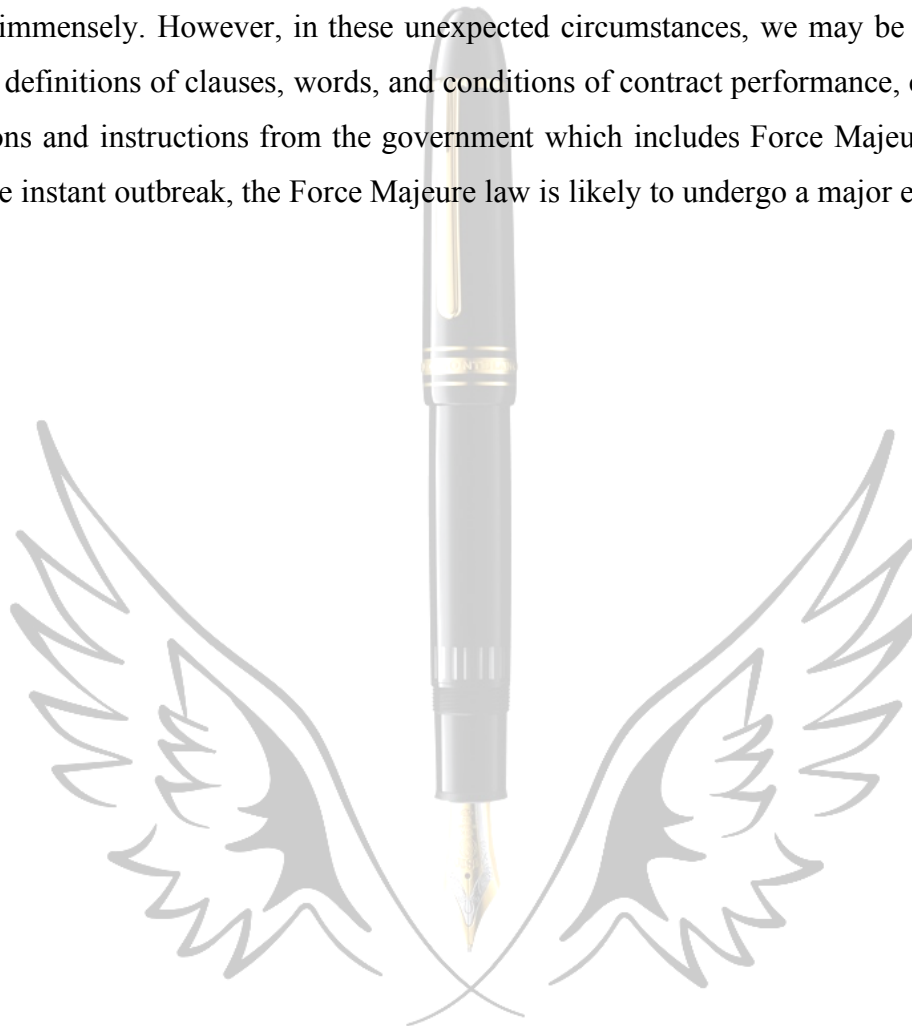 immensely. However, in these unexpected circumstances, we may be
definitions of clauses, words, and conditions of contract performance,
ons and instructions from the government which includes Force Majeu
e instant outbreak, the Force Majeure law is likely to undergo a major e